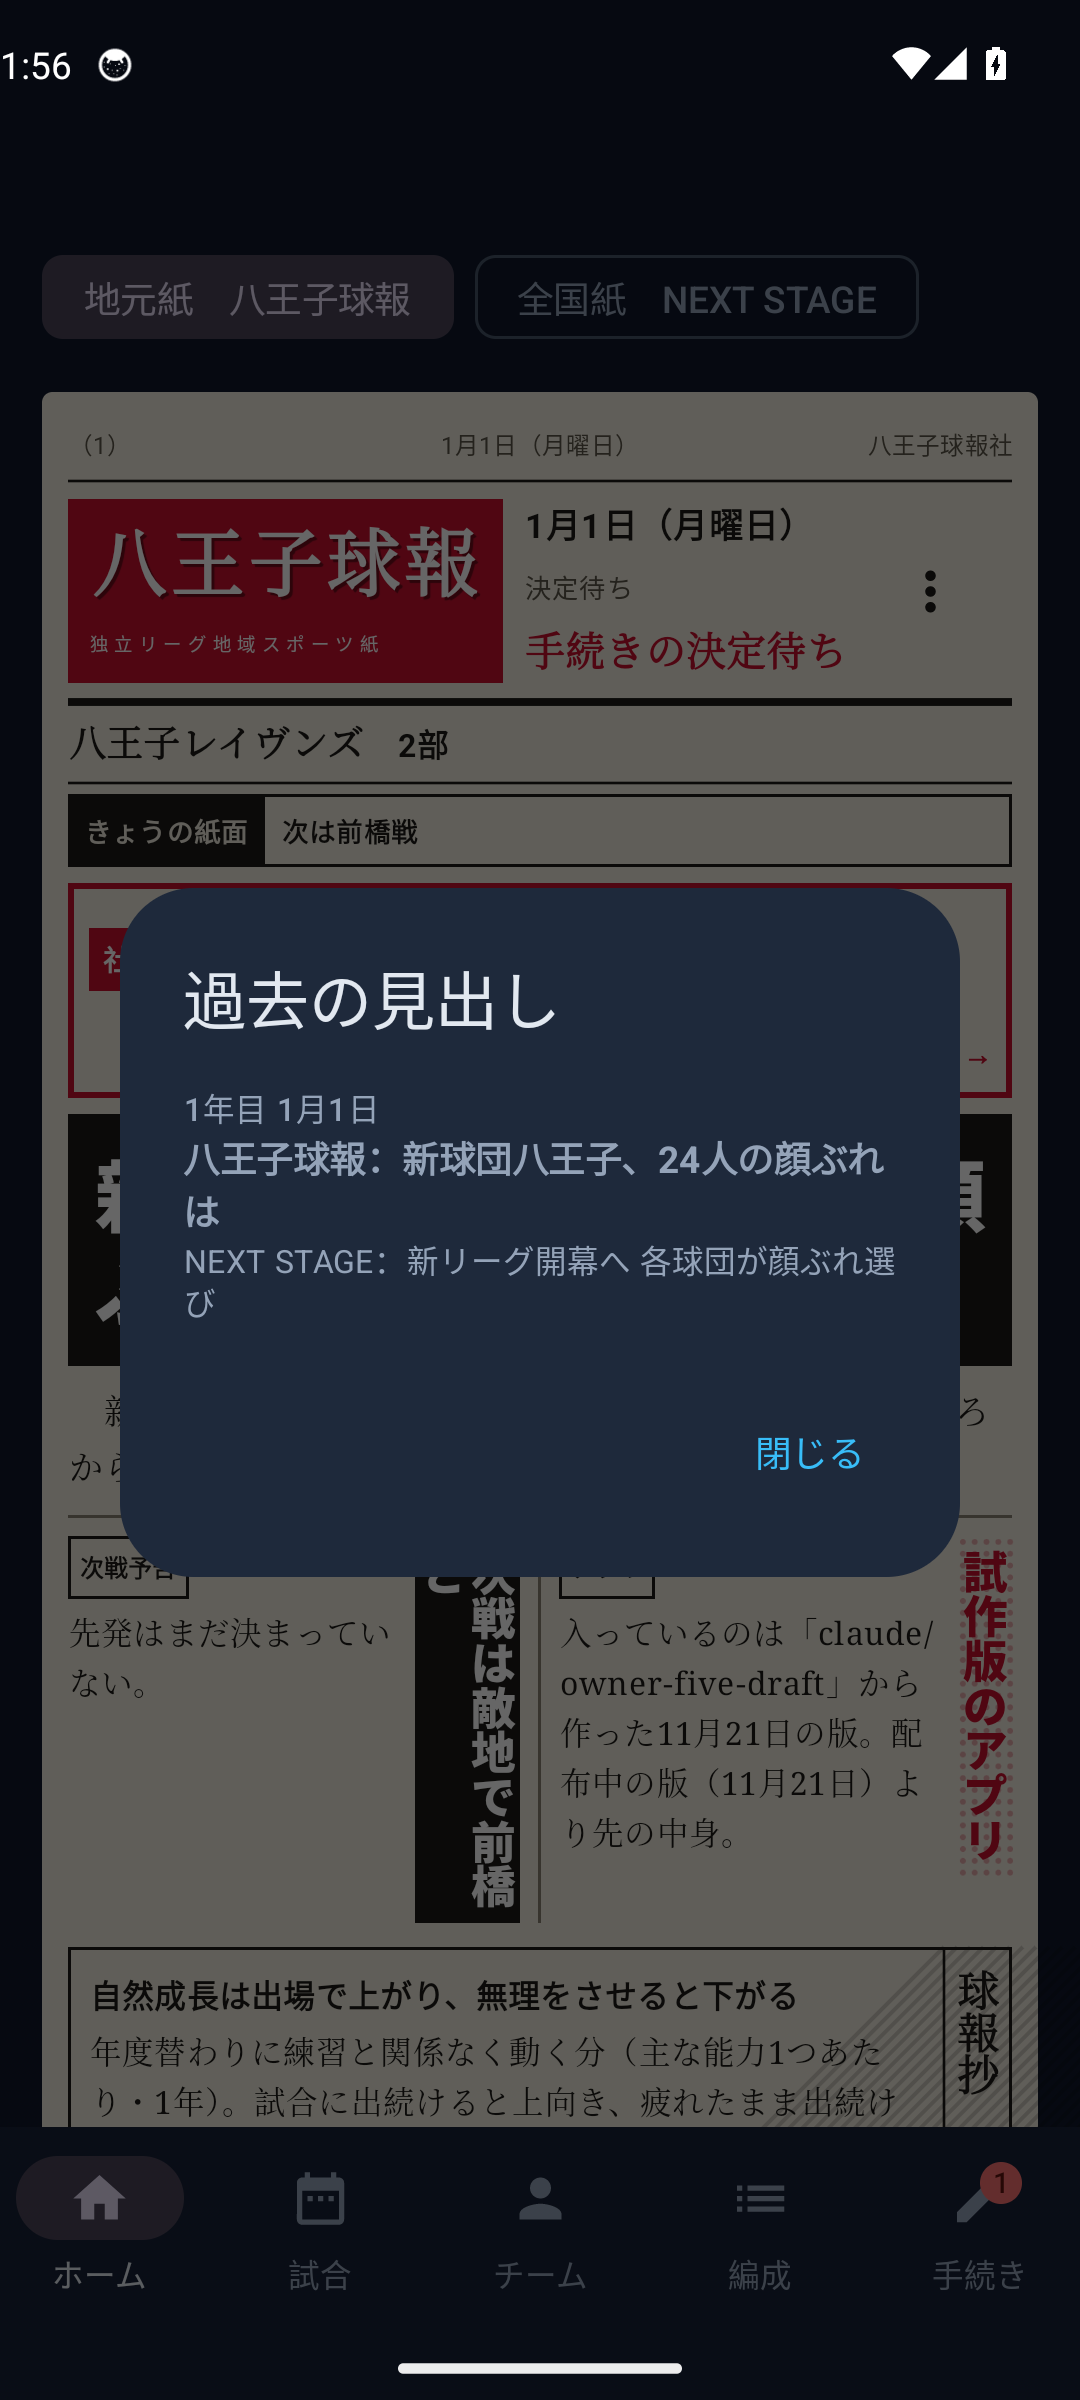 1:56
地元紙 八王子球報
全国紙 NEXT STAGE
（1）
1月1日（月曜日）
八王子球報社
八王子球報
独立リーグ地域スポーツ紙
1月1日（月曜日）
決定待ち
手続きの決定待ち
八王子レイヴンズ 2部
きょうの紙面
次は前橋戦
→
過去の見出し
1年目 1月1日
八王子球報：新球団八王子、24人の顔ぶれ
は
NEXT STAGE：新リーグ開幕へ 各球団が顔ぶれ選
び
閉じる
ろ
から
次戦予告
先発はまだ決まってい
ない。
次戦は敵地で前橋
と
入っているのは「claude/
owner-five-draft」から
作った11月21日の版。配
布中の版（11月21日）よ
り先の中身。
試作版のアプリ
自然成長は出場で上がり、無理をさせると下がる
年度替わりに練習と関係なく動く分（主な能力1つあた
り・1年）。試合に出続けると上向き、疲れたまま出続け
球報抄
ホーム
試合
チーム
編成
手続き
1